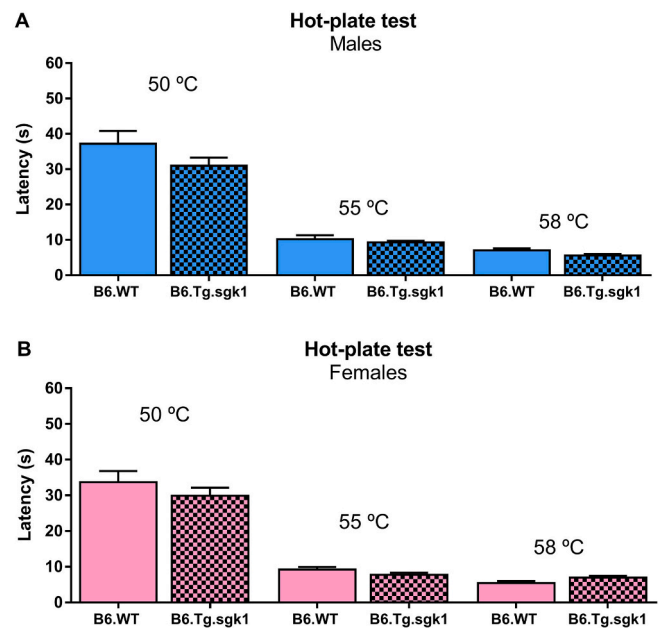 A
Hot-plate test
Males
Latency (s)
60
50
40
30
20
10
0
50 ºC
55 ºC
58 ºC
B6.WT B6.Tg.sgk1 B6.WT B6.Tg.sgk1 B6.WT B6.Tg.sgk1
B
Hot-plate test
Females
Latency (s)
60
50
40
30
20
10
0
50 ºC
55 ºC
58 ºC
B6.WT B6.Tg.sgk1 B6.WT B6.Tg.sgk1 B6.WT B6.Tg.sgk1